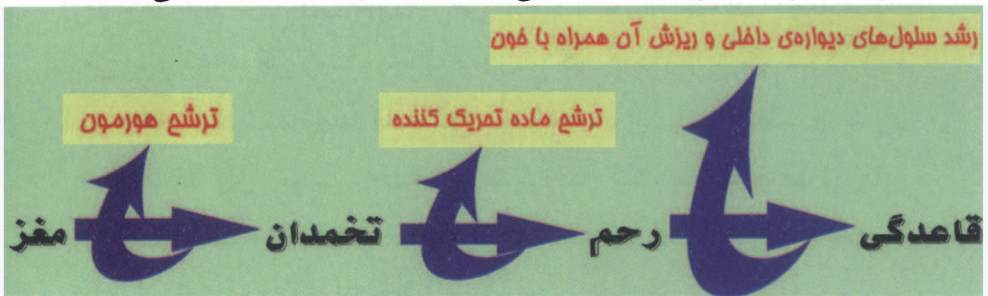 رشد سلول‌های دیواره‌ی داخلی و ریزش آن همراه با خون
ترشح ماده تحریک کننده
ترشح هورمون
مغز
تخمدان
رحم
قاعدگی